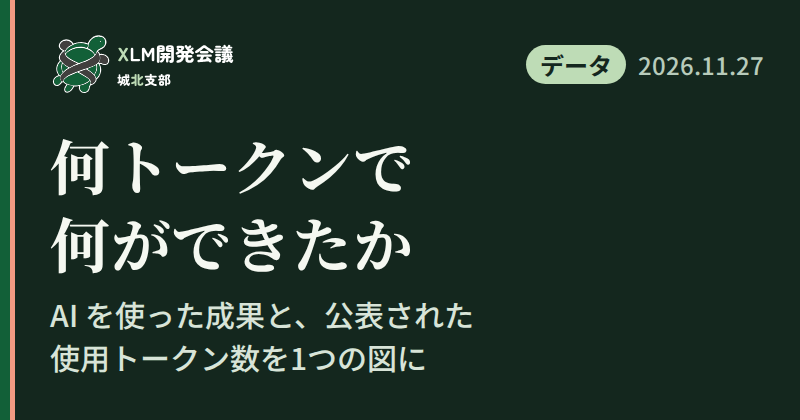 XLM開発会議
城北支部
データ 2026.11.27
何トークンで
何ができたか
AI を使った成果と、公表された
使用トークン数を1つの図に